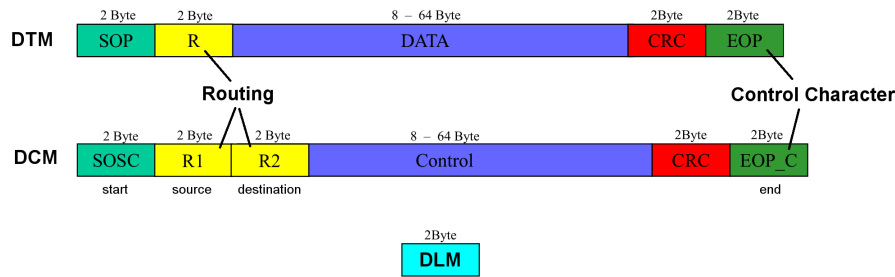 2 Byte 2 Byte 8 – 64 Byte 2Byte 2Byte
DTM SOP R DATA CRC EOP
Routing Control Character
2 Byte 2 Byte 2 Byte 8 – 64 Byte 2Byte 2Byte
DCM SOSC R1 R2 Control CRC EOP_C
start source destination end
2Byte
DLM